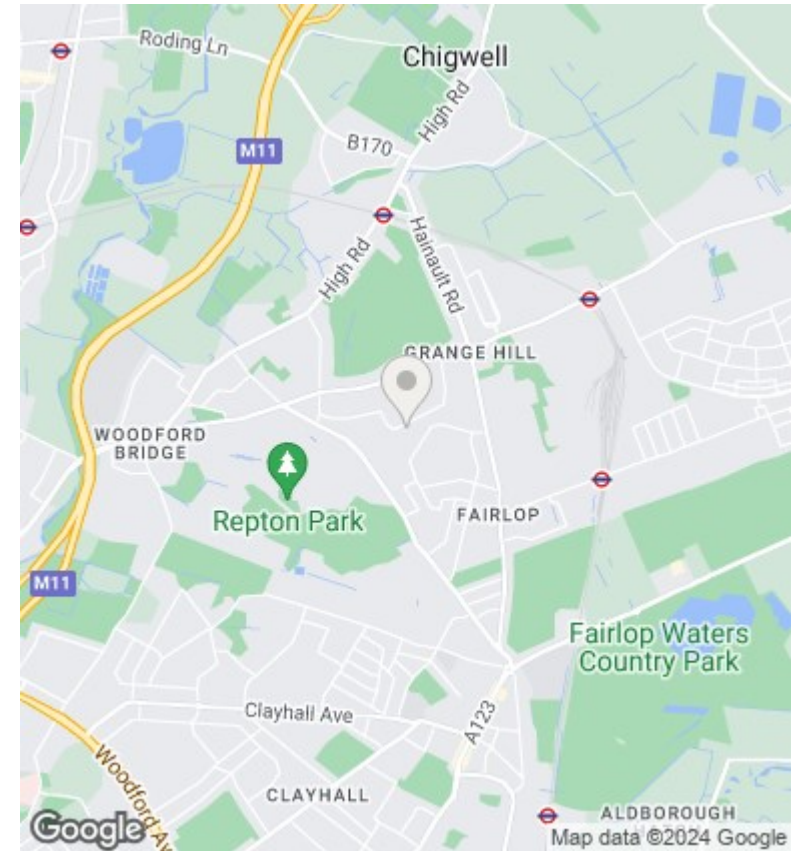 Roding Ln
Chigwell
High Rd
M11
B170
High Rd
Hainault Rd
GRANGE HILL
WOODFORD
BRIDGE
Repton Park
FAIRLOP
M11
Fairlop Waters
Country Park
Clayhall Ave
A123
Woodford Av
CLAYHALL
ALDBOROUGH
Google
Map data ©2024 Google